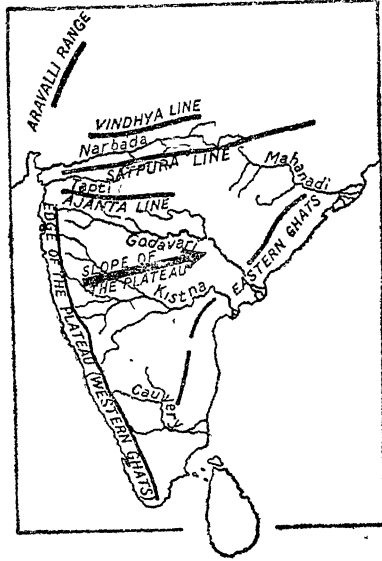 ARAVALLI RANGE
VINDHYA LINE
Narbada
SATPURA LINE
Mahanadi
Tapti
AJANTA LINE
Godavari
SLOPE OF
THE PLATEAU
Kistna
EASTERN GHATS
EDGE OF THE PLATEAU (WESTERN GHATS)
Cauvery